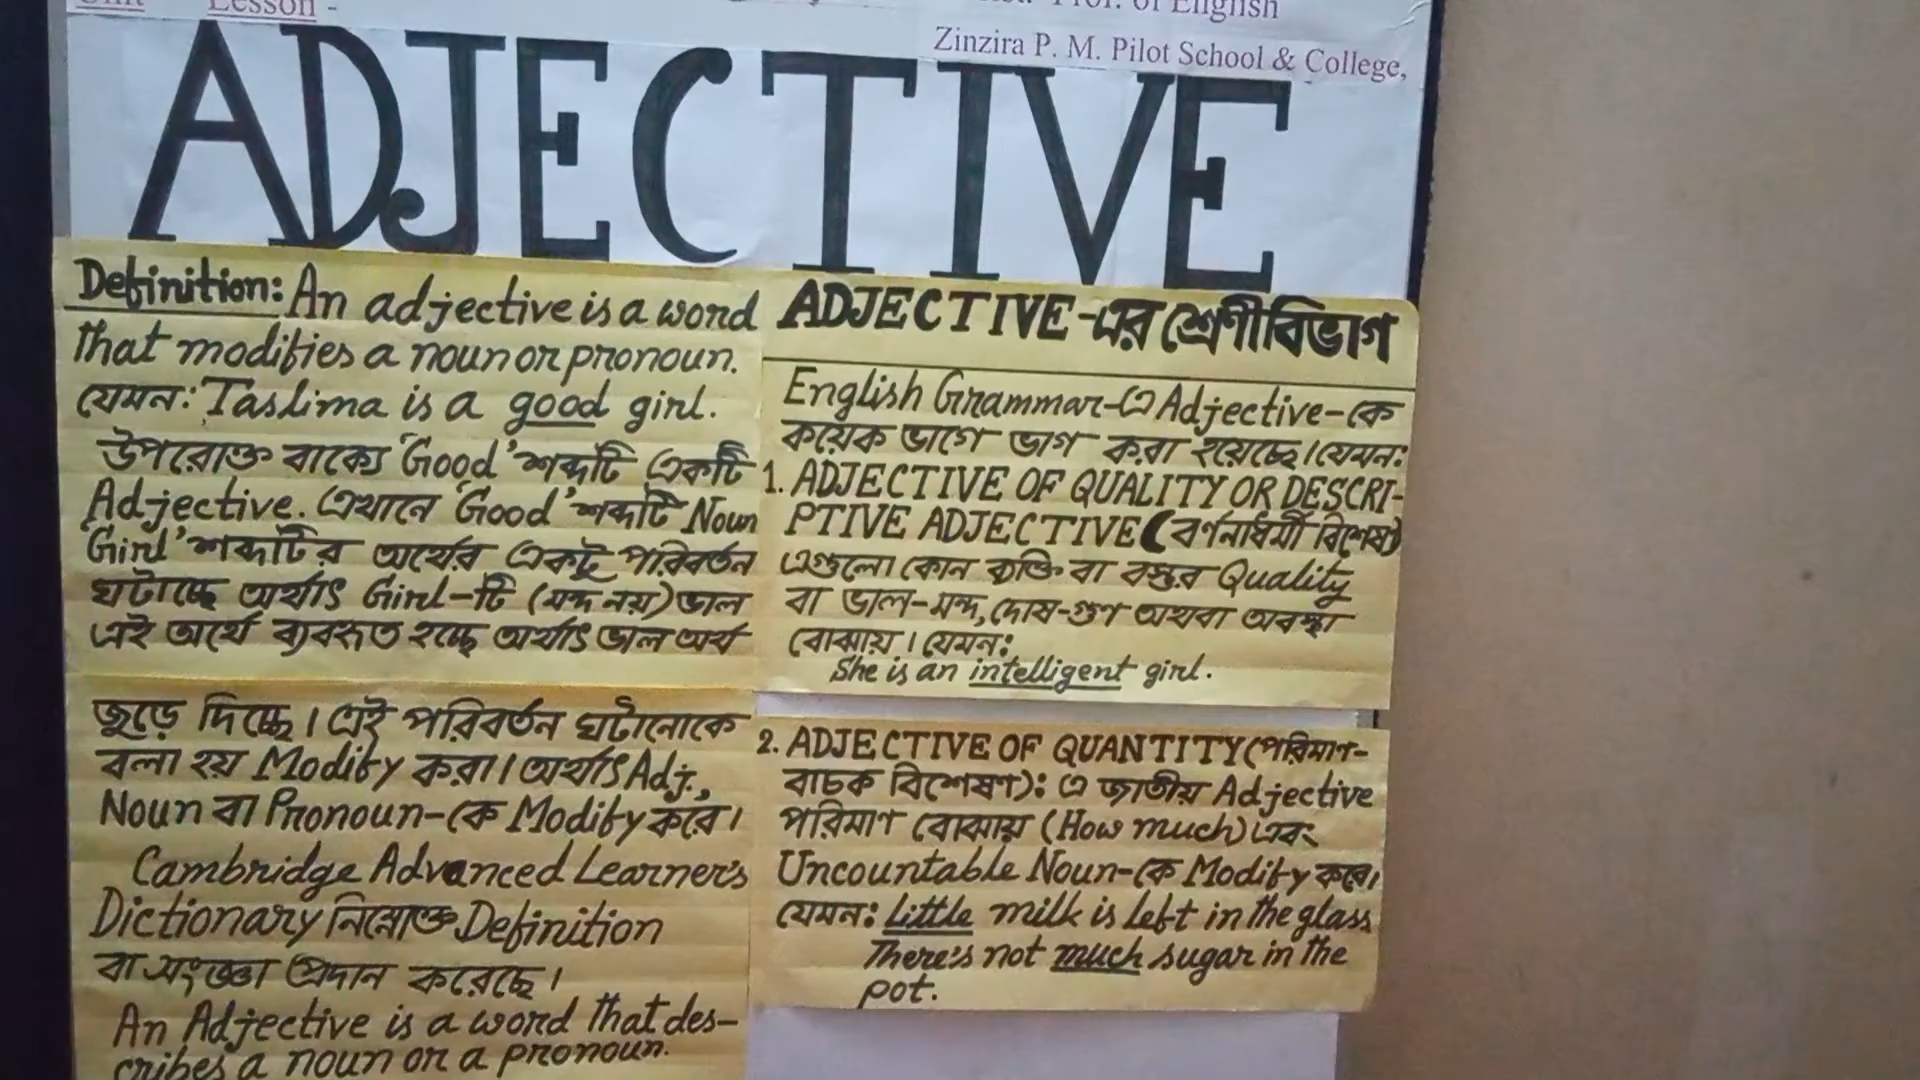 Lesson -
Prof. of English
Zinzira P. M. Pilot School & College,
ADJECTIVE
Definition: An adjective is a word
that modifies a noun or pronoun.
যেমন: Taslima is a good girl.
উপরোক্ত বাক্যে 'Good' শব্দটি একটি
Adjective. এখানে 'Good' শব্দটি Noun
Girl' শব্দটির অর্থের একটু পরিবর্তন
ঘটাচ্ছে অর্থাৎ Girl-টি (মন্দ নয়) ভাল
এই অর্থে ব্যবহৃত হচ্ছে অর্থাৎ ভাল অর্থ
জুড়ে দিচ্ছে। এই পরিবর্তন ঘটানোকে
বলা হয় Modify করা। অর্থাৎ Adj.,
Noun বা Pronoun-কে Modify করে।
Cambridge Advanced Learner's
Dictionary নিম্নোক্ত Definition
বা সংজ্ঞা প্রদান করেছে।
An Adjective is a word that des-
cribes a noun or a pronoun.
ADJECTIVE-এর শ্রেণীবিভাগ
English Grammar-এ Adjective-কে
কয়েক ভাগে ভাগ করা হয়েছে। যেমন:
1. ADJECTIVE OF QUALITY OR DESCRI-
PTIVE ADJECTIVE (বর্ণনাধর্মী বিশেষ)
এগুলো কোন ব্যক্তি বা বস্তুর Quality
বা ভাল-মন্দ, দোষ-গুণ অথবা অবস্থা
বোঝায়। যেমন:
She is an intelligent girl.
2. ADJECTIVE OF QUANTITY (পরিমাণ-
বাচক বিশেষণ): এ জাতীয় Adjective
পরিমাণ বোঝায় (How much) এবং
Uncountable Noun-কে Modify করে।
যেমন: Little milk is left in the glass
There's not much sugar in the
pot.